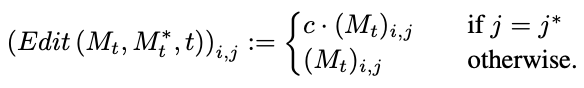 (Edit (M_t, M_t^*, t))_{i,j} := { c · (M_t)_{i,j} if j = j^*
(M_t)_{i,j} otherwise.